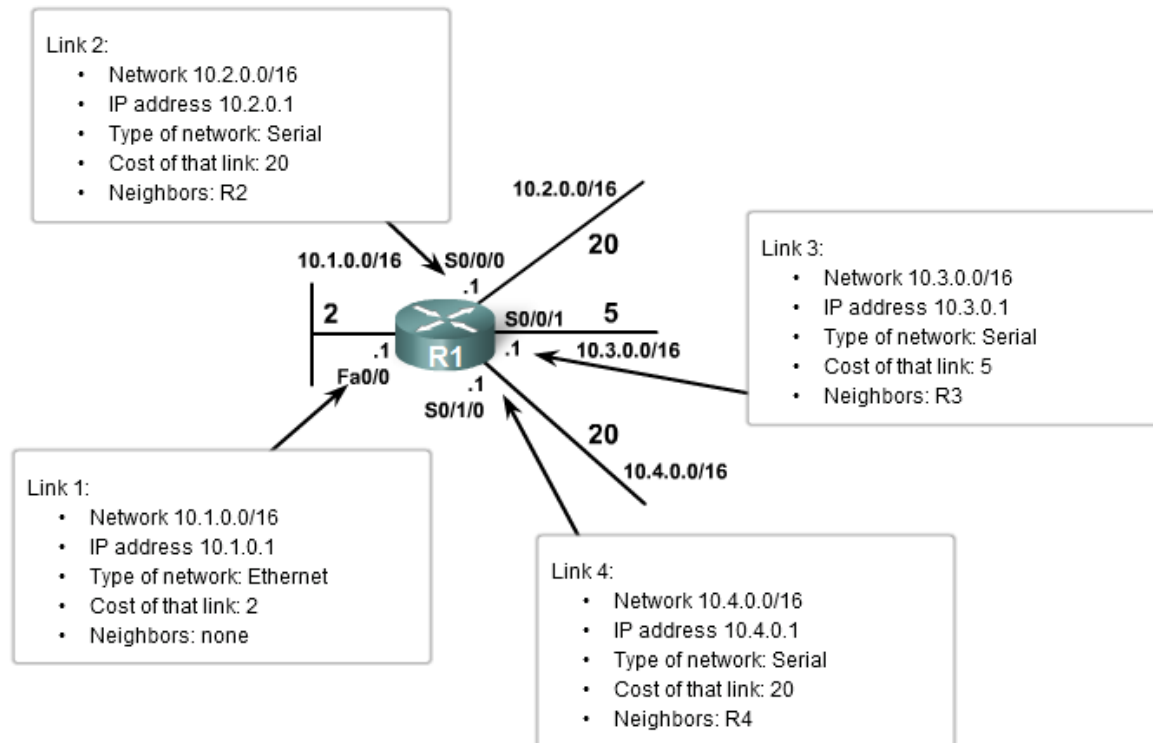 Link 2:
• Network 10.2.0.0/16
• IP address 10.2.0.1
• Type of network: Serial
• Cost of that link: 20
• Neighbors: R2
10.2.0.0/16
20
Link 3:
• Network 10.3.0.0/16
• IP address 10.3.0.1
• Type of network: Serial
• Cost of that link: 5
• Neighbors: R3
10.1.0.0/16
S0/0/0
.1
2
.1
Fa0/0
R1
S0/0/1
.1
5
10.3.0.0/16
.1
S0/1/0
20
10.4.0.0/16
Link 1:
• Network 10.1.0.0/16
• IP address 10.1.0.1
• Type of network: Ethernet
• Cost of that link: 2
• Neighbors: none
Link 4:
• Network 10.4.0.0/16
• IP address 10.4.0.1
• Type of network: Serial
• Cost of that link: 20
• Neighbors: R4